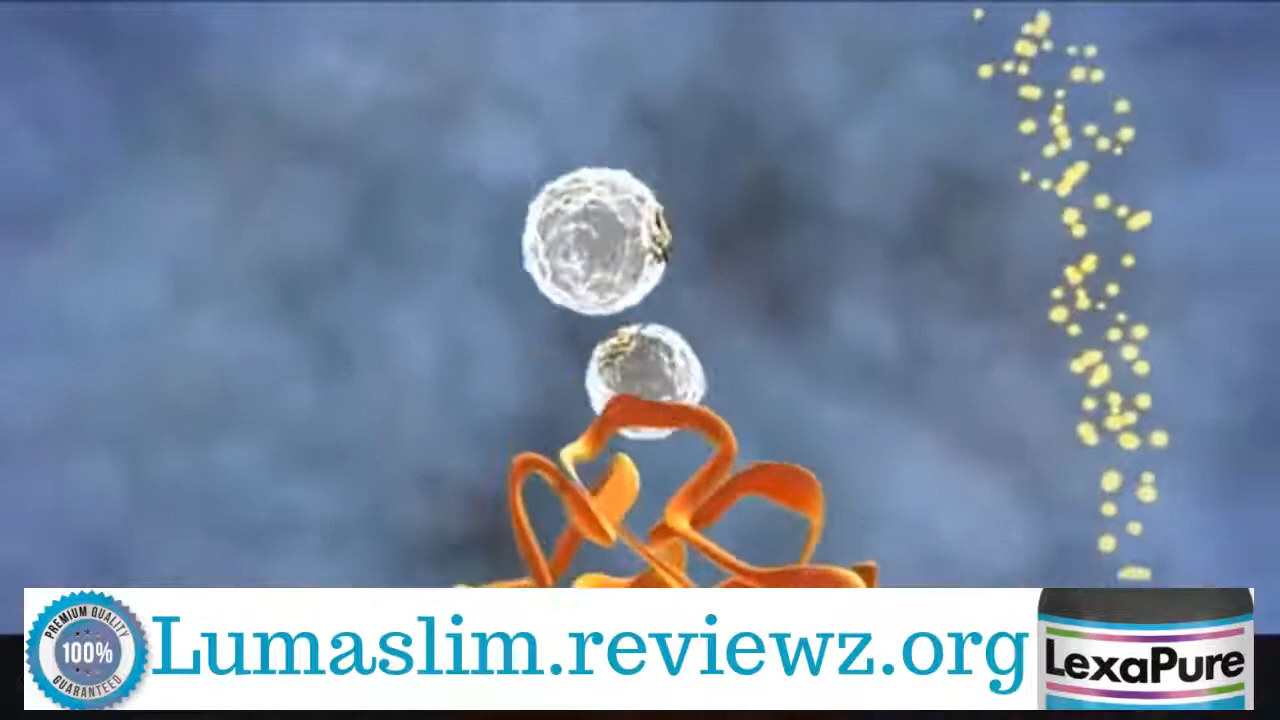 PREMIUM QUALITY
100%
GUARANTEED
Lumaslim.reviewz.org
LexaPure